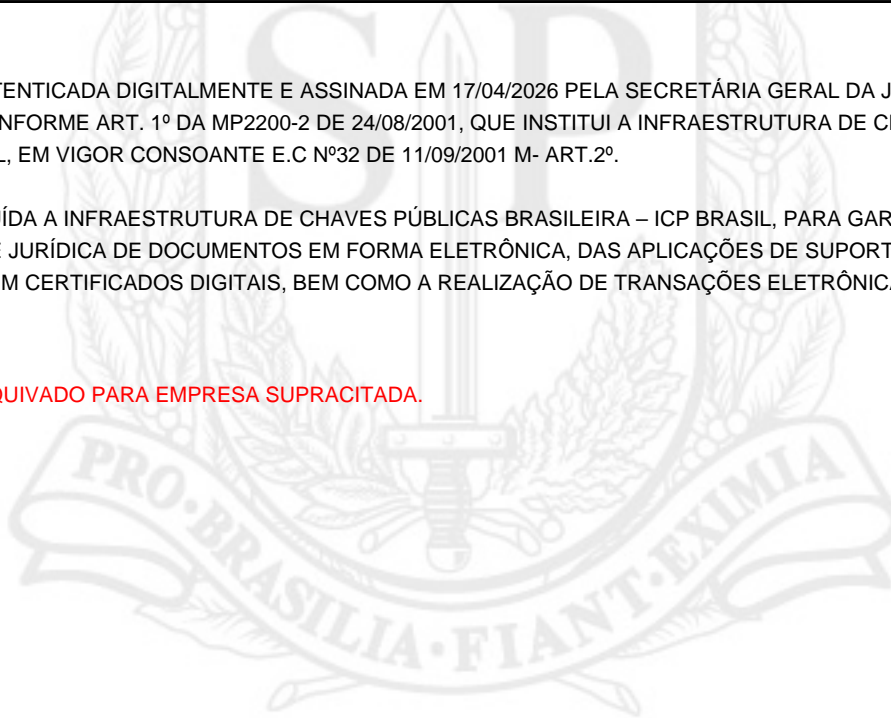 TENTICADA DIGITALMENTE E ASSINADA EM 17/04/2026 PELA SECRETÁRIA GERAL DA J
NFORME ART. 1º DA MP2200-2 DE 24/08/2001, QUE INSTITUI A INFRAESTRUTURA DE C
L, EM VIGOR CONSOANTE E.C Nº32 DE 11/09/2001 M- ART.2º.
UÍDA A INFRAESTRUTURA DE CHAVES PÚBLICAS BRASILEIRA – ICP BRASIL, PARA GAR
E JURÍDICA DE DOCUMENTOS EM FORMA ELETRÔNICA, DAS APLICAÇÕES DE SUPORT
M CERTIFICADOS DIGITAIS, BEM COMO A REALIZAÇÃO DE TRANSAÇÕES ELETRÔNICA
QUIVADO PARA EMPRESA SUPRACITADA.
SP
PRO·BRASILIA·FIANT·EXIMIA